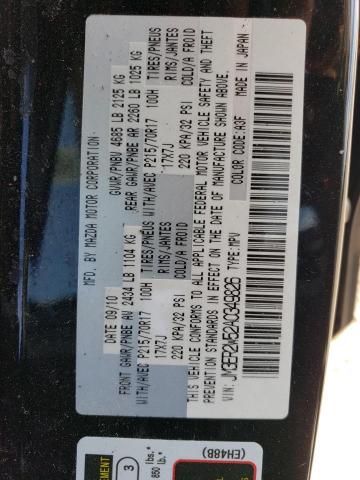 MFD. BY MAZDA MOTOR CORPORATION
DATE 09/10 GVWR/PNBV 4685 LB 2125 KG
FRONT GAWR/PNBE AV 2434 LB 1104 KG REAR GAWR/PNBE AR 2260 LB 1025 KG
WITH/AVEC P215/70R17 100H TIRES/PNEUS WITH/AVEC P215/70R17 100H TIRES/PNEUS
17X7J RIMS/JANTES 17X7J RIMS/JANTES
220 KPA/32 PSI COLD/A FROID 220 KPA/32 PSI COLD/A FROID
THIS VEHICLE CONFORMS TO ALL APPLICABLE FEDERAL MOTOR VEHICLE SAFETY AND THEFT
PREVENTION STANDARDS IN EFFECT ON THE DATE OF MANUFACTURE SHOWN ABOVE.
VIN: TYPE: MPV COLOR CODE: A3F MADE IN JAPAN
EMENT
3
850 lbs.*
(EH48B)